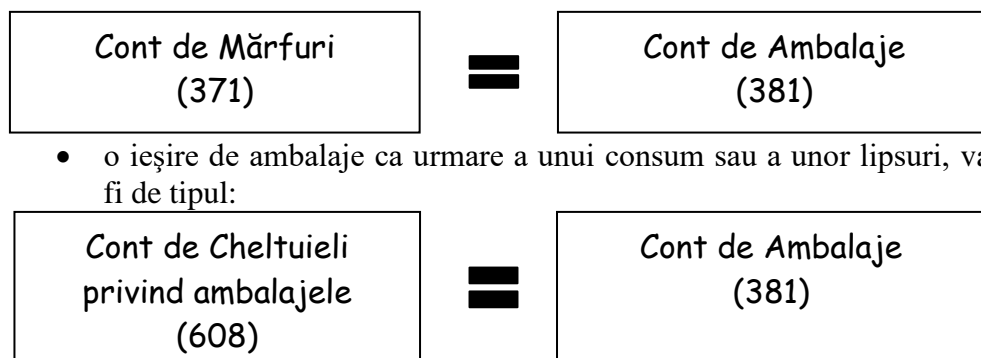 Cont de Mărfuri
(371)
=
Cont de Ambalaje
(381)
• o ieşire de ambalaje ca urmare a unui consum sau a unor lipsuri, va
fi de tipul:
Cont de Cheltuieli
privind ambalajele
(608)
=
Cont de Ambalaje
(381)